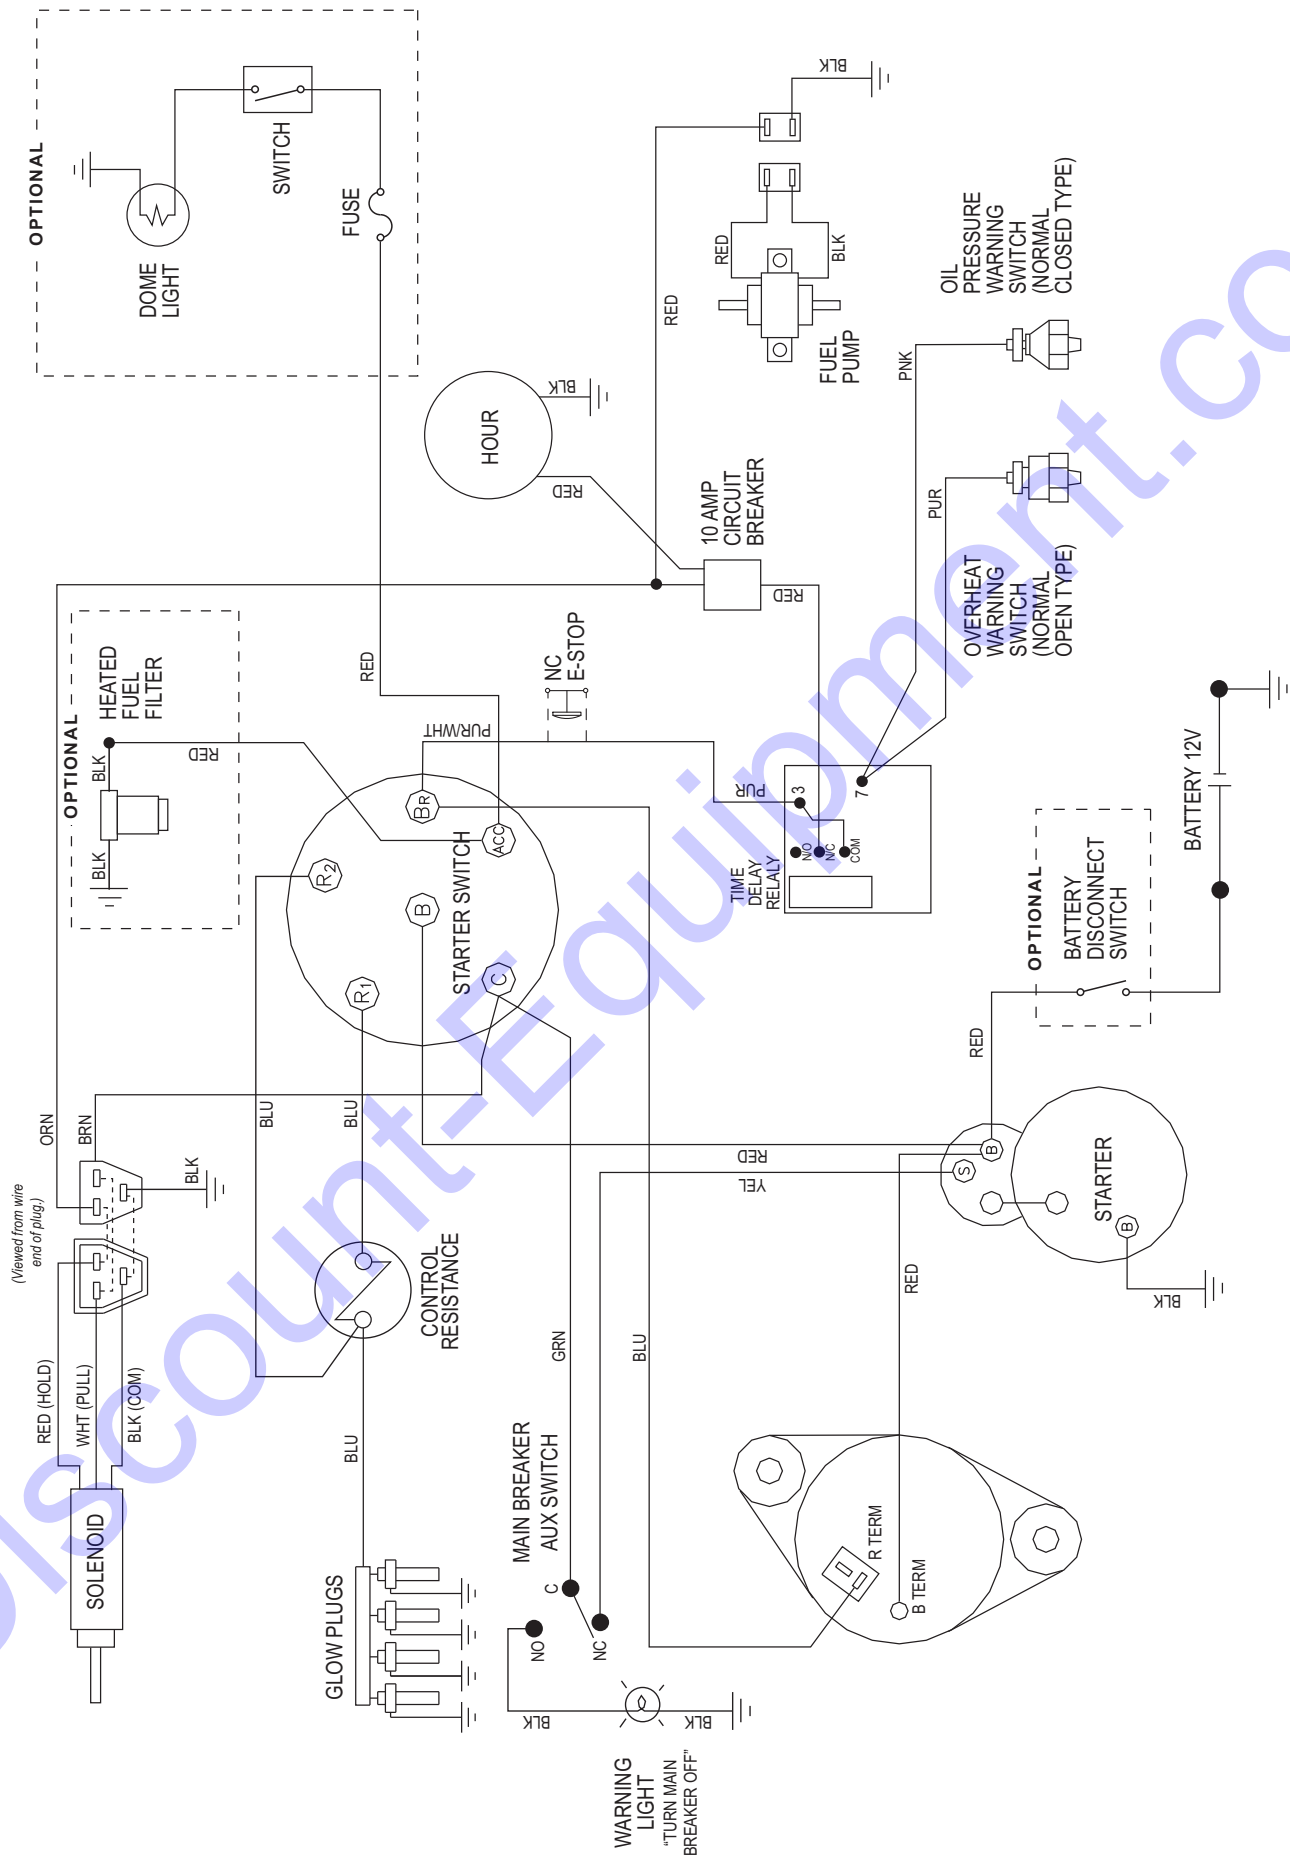 OPTIONAL
DOME
LIGHT
SWITCH
FUSE
BLK
RED
BLK
RED
FUEL
PUMP
OIL
PRESSURE
WARNING
SWITCH
(NORMAL
CLOSED TYPE)
PNK
HOUR
BLK
RED
10 AMP
CIRCUIT
BREAKER
RED
PUR
OVERHEAT
WARNING
SWITCH
(NORMAL
OPEN TYPE)
OPTIONAL
HEATED
FUEL
FILTER
BLK
BLK
RED
RED
NC
E-STOP
PUR/WHT
PUR
3
7
N/O
N/C
COM
TIME
DELAY
RELALY
STARTER SWITCH
R2
BR
B
ACC
R1
C
BATTERY 12V
OPTIONAL
BATTERY
DISCONNECT
SWITCH
RED
ORN
BRN
BLK
BLU
BLU
RED
YEL
S
B
STARTER
B
BLK
(Viewed from wire
end of plug.)
RED (HOLD)
WHT (PULL)
BLK (COM)
SOLENOID
CONTROL
RESISTANCE
BLU
GRN
BLU
RED
GLOW PLUGS
MAIN BREAKER
AUX SWITCH
C
NO
NC
R TERM
B TERM
BLK
BLK
WARNING
LIGHT
"TURN MAIN
BREAKER OFF"
Discount-Equipment.co